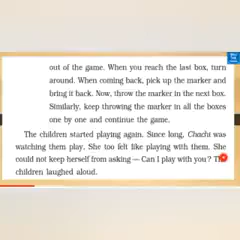 out of the game. When you reach the last box, turn
around. When coming back, pick up the marker and
bring it back. Now, throw the marker in the next box.
Similarly, keep throwing the marker in all the boxes
one by one and continue the game.
The children started playing again. Since long, Chachi was
watching them play. She too felt like playing with them. She
could not keep herself from asking — Can I play with you? The
children laughed aloud.